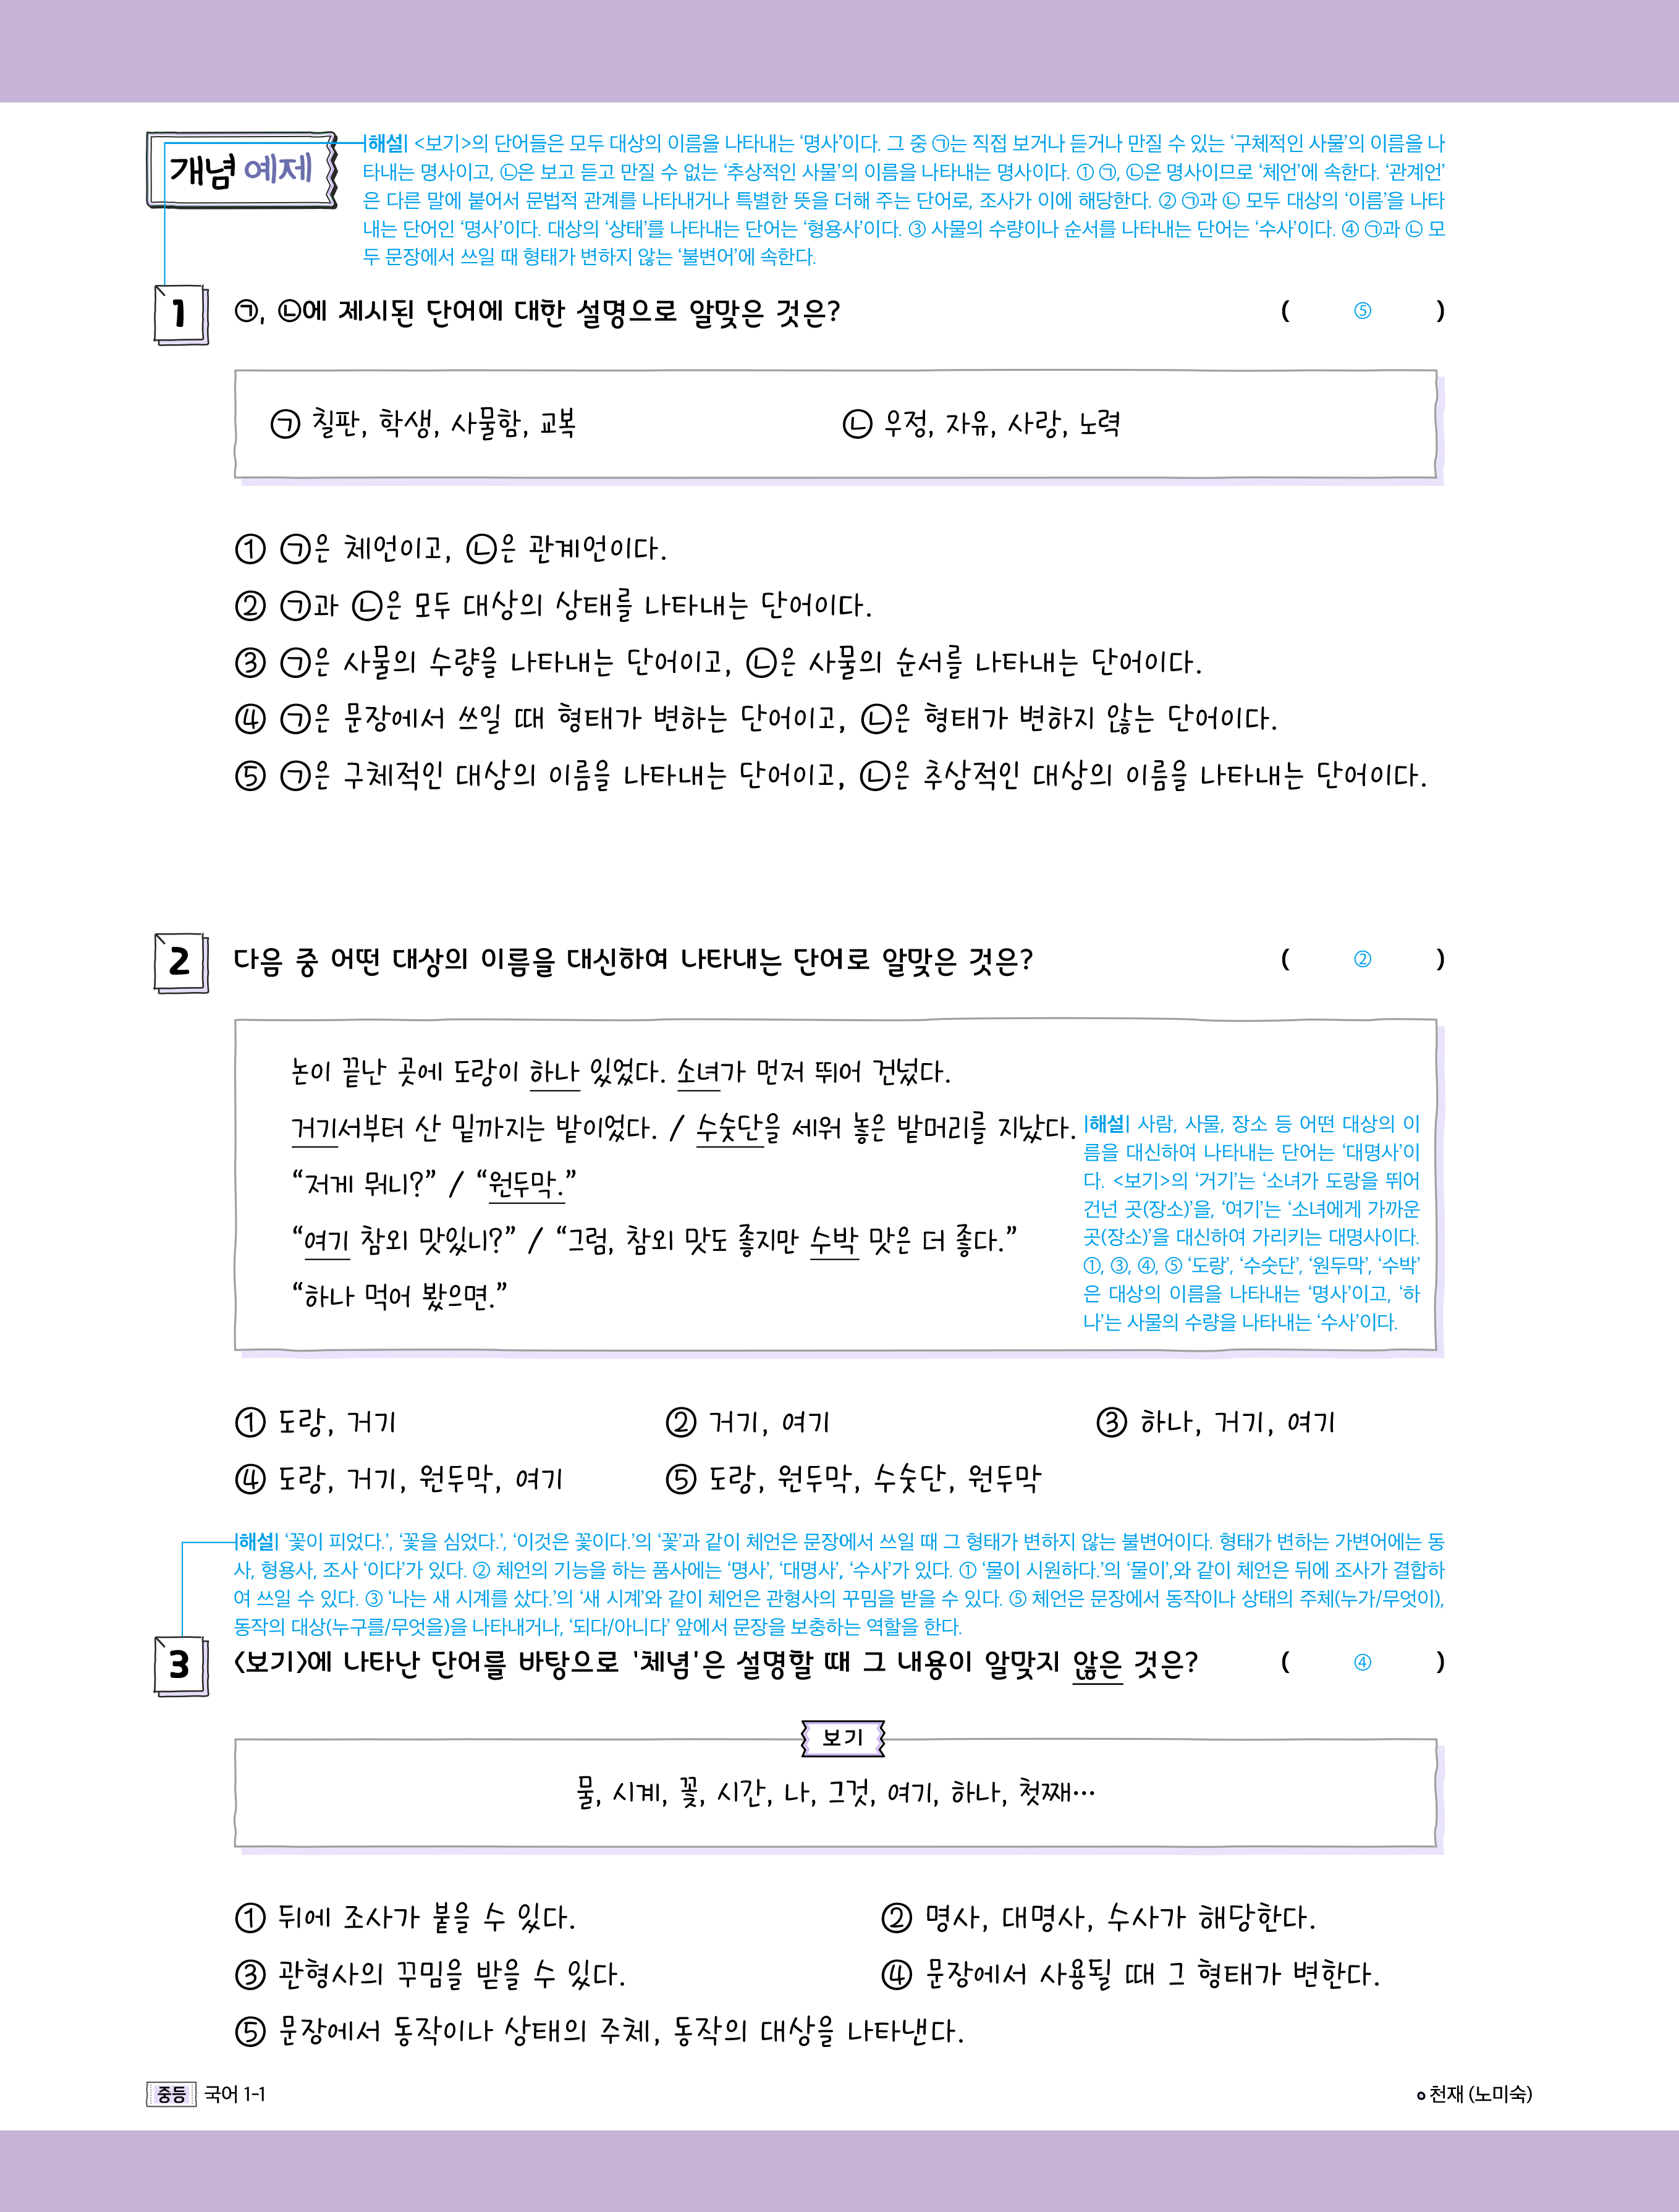 개념 예제
|해설| <보기>의 단어들은 모두 대상의 이름을 나타내는 ‘명사’이다. 그 중 ㉠는 직접 보거나 듣거나 만질 수 있는 ‘구체적인 사물’의 이름을 나
타내는 명사이고, ㉡은 보고 듣고 만질 수 없는 ‘추상적인 사물’의 이름을 나타내는 명사이다. ① ㉠, ㉡은 명사이므로 ‘체언’에 속한다. ‘관계언’
은 다른 말에 붙어서 문법적 관계를 나타내거나 특별한 뜻을 더해 주는 단어로, 조사가 이에 해당한다. ② ㉠과 ㉡ 모두 대상의 ‘이름’을 나타
내는 단어인 ‘명사’이다. 대상의 ‘상태’를 나타내는 단어는 ‘형용사’이다. ③ 사물의 수량이나 순서를 나타내는 단어는 ‘수사’이다. ④ ㉠과 ㉡ 모
두 문장에서 쓰일 때 형태가 변하지 않는 ‘불변어’에 속한다.
1 ㉠, ㉡에 제시된 단어에 대한 설명으로 알맞은 것은? ( ⑤ )
㉠ 칠판, 학생, 사물함, 교복 ㉡ 우정, 자유, 사랑, 노력
① ㉠은 체언이고, ㉡은 관계언이다.
② ㉠과 ㉡은 모두 대상의 상태를 나타내는 단어이다.
③ ㉠은 사물의 수량을 나타내는 단어이고, ㉡은 사물의 순서를 나타내는 단어이다.
④ ㉠은 문장에서 쓰일 때 형태가 변하는 단어이고, ㉡은 형태가 변하지 않는 단어이다.
⑤ ㉠은 구체적인 대상의 이름을 나타내는 단어이고, ㉡은 추상적인 대상의 이름을 나타내는 단어이다.
2 다음 중 어떤 대상의 이름을 대신하여 나타내는 단어로 알맞은 것은? ( ② )
논이 끝난 곳에 도랑이 하나 있었다. 소녀가 먼저 뛰어 건넜다.
거기서부터 산 밑까지는 밭이었다. / 수숫단을 세워 놓은 밭머리를 지났다.
“저게 뭐니?” / “원두막.”
“여기 참외 맛있니?” / “그럼, 참외 맛도 좋지만 수박 맛은 더 좋다.”
“하나 먹어 봤으면.”
|해설| 사람, 사물, 장소 등 어떤 대상의 이
름을 대신하여 나타내는 단어는 ‘대명사’이
다. <보기>의 ‘거기’는 ‘소녀가 도랑을 뛰어
건넌 곳(장소)’을, ‘여기’는 ‘소녀에게 가까운
곳(장소)’을 대신하여 가리키는 대명사이다.
①, ③, ④, ⑤ ‘도랑’, ‘수숫단’, ‘원두막’, ‘수박’
은 대상의 이름을 나타내는 ‘명사’이고, ‘하
나’는 사물의 수량을 나타내는 ‘수사’이다.
① 도랑, 거기 ② 거기, 여기 ③ 하나, 거기, 여기
④ 도랑, 거기, 원두막, 여기 ⑤ 도랑, 원두막, 수숫단, 원두막
|해설| ‘꽃이 피었다.’, ‘꽃을 심었다.’, ‘이것은 꽃이다.’의 ‘꽃’과 같이 체언은 문장에서 쓰일 때 그 형태가 변하지 않는 불변어이다. 형태가 변하는 가변어에는 동
사, 형용사, 조사 ‘이다’가 있다. ② 체언의 기능을 하는 품사에는 ‘명사’, ‘대명사’, ‘수사’가 있다. ① ‘물이 시원하다.’의 ‘물이’,와 같이 체언은 뒤에 조사가 결합하
여 쓰일 수 있다. ③ ‘나는 새 시계를 샀다.’의 ‘새 시계’와 같이 체언은 관형사의 꾸밈을 받을 수 있다. ⑤ 체언은 문장에서 동작이나 상태의 주체(누가/무엇이),
동작의 대상(누구를/무엇을)을 나타내거나, ‘되다/아니다’ 앞에서 문장을 보충하는 역할을 한다.
3 <보기>에 나타난 단어를 바탕으로 '체념'은 설명할 때 그 내용이 알맞지 않은 것은? ( ④ )
보기
물, 시계, 꽃, 시간, 나, 그것, 여기, 하나, 첫째…
① 뒤에 조사가 붙을 수 있다. ② 명사, 대명사, 수사가 해당한다.
③ 관형사의 꾸밈을 받을 수 있다. ④ 문장에서 사용될 때 그 형태가 변한다.
⑤ 문장에서 동작이나 상태의 주체, 동작의 대상을 나타낸다.
중등 국어 1-1 천재 (노미숙)